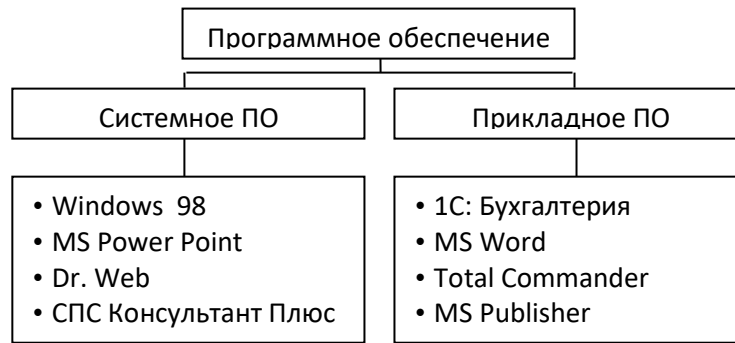 Программное обеспечение
Системное ПО
Прикладное ПО
• Windows 98
• MS Power Point
• Dr. Web
• СПС Консультант Плюс
• 1С: Бухгалтерия
• MS Word
• Total Commander
• MS Publisher